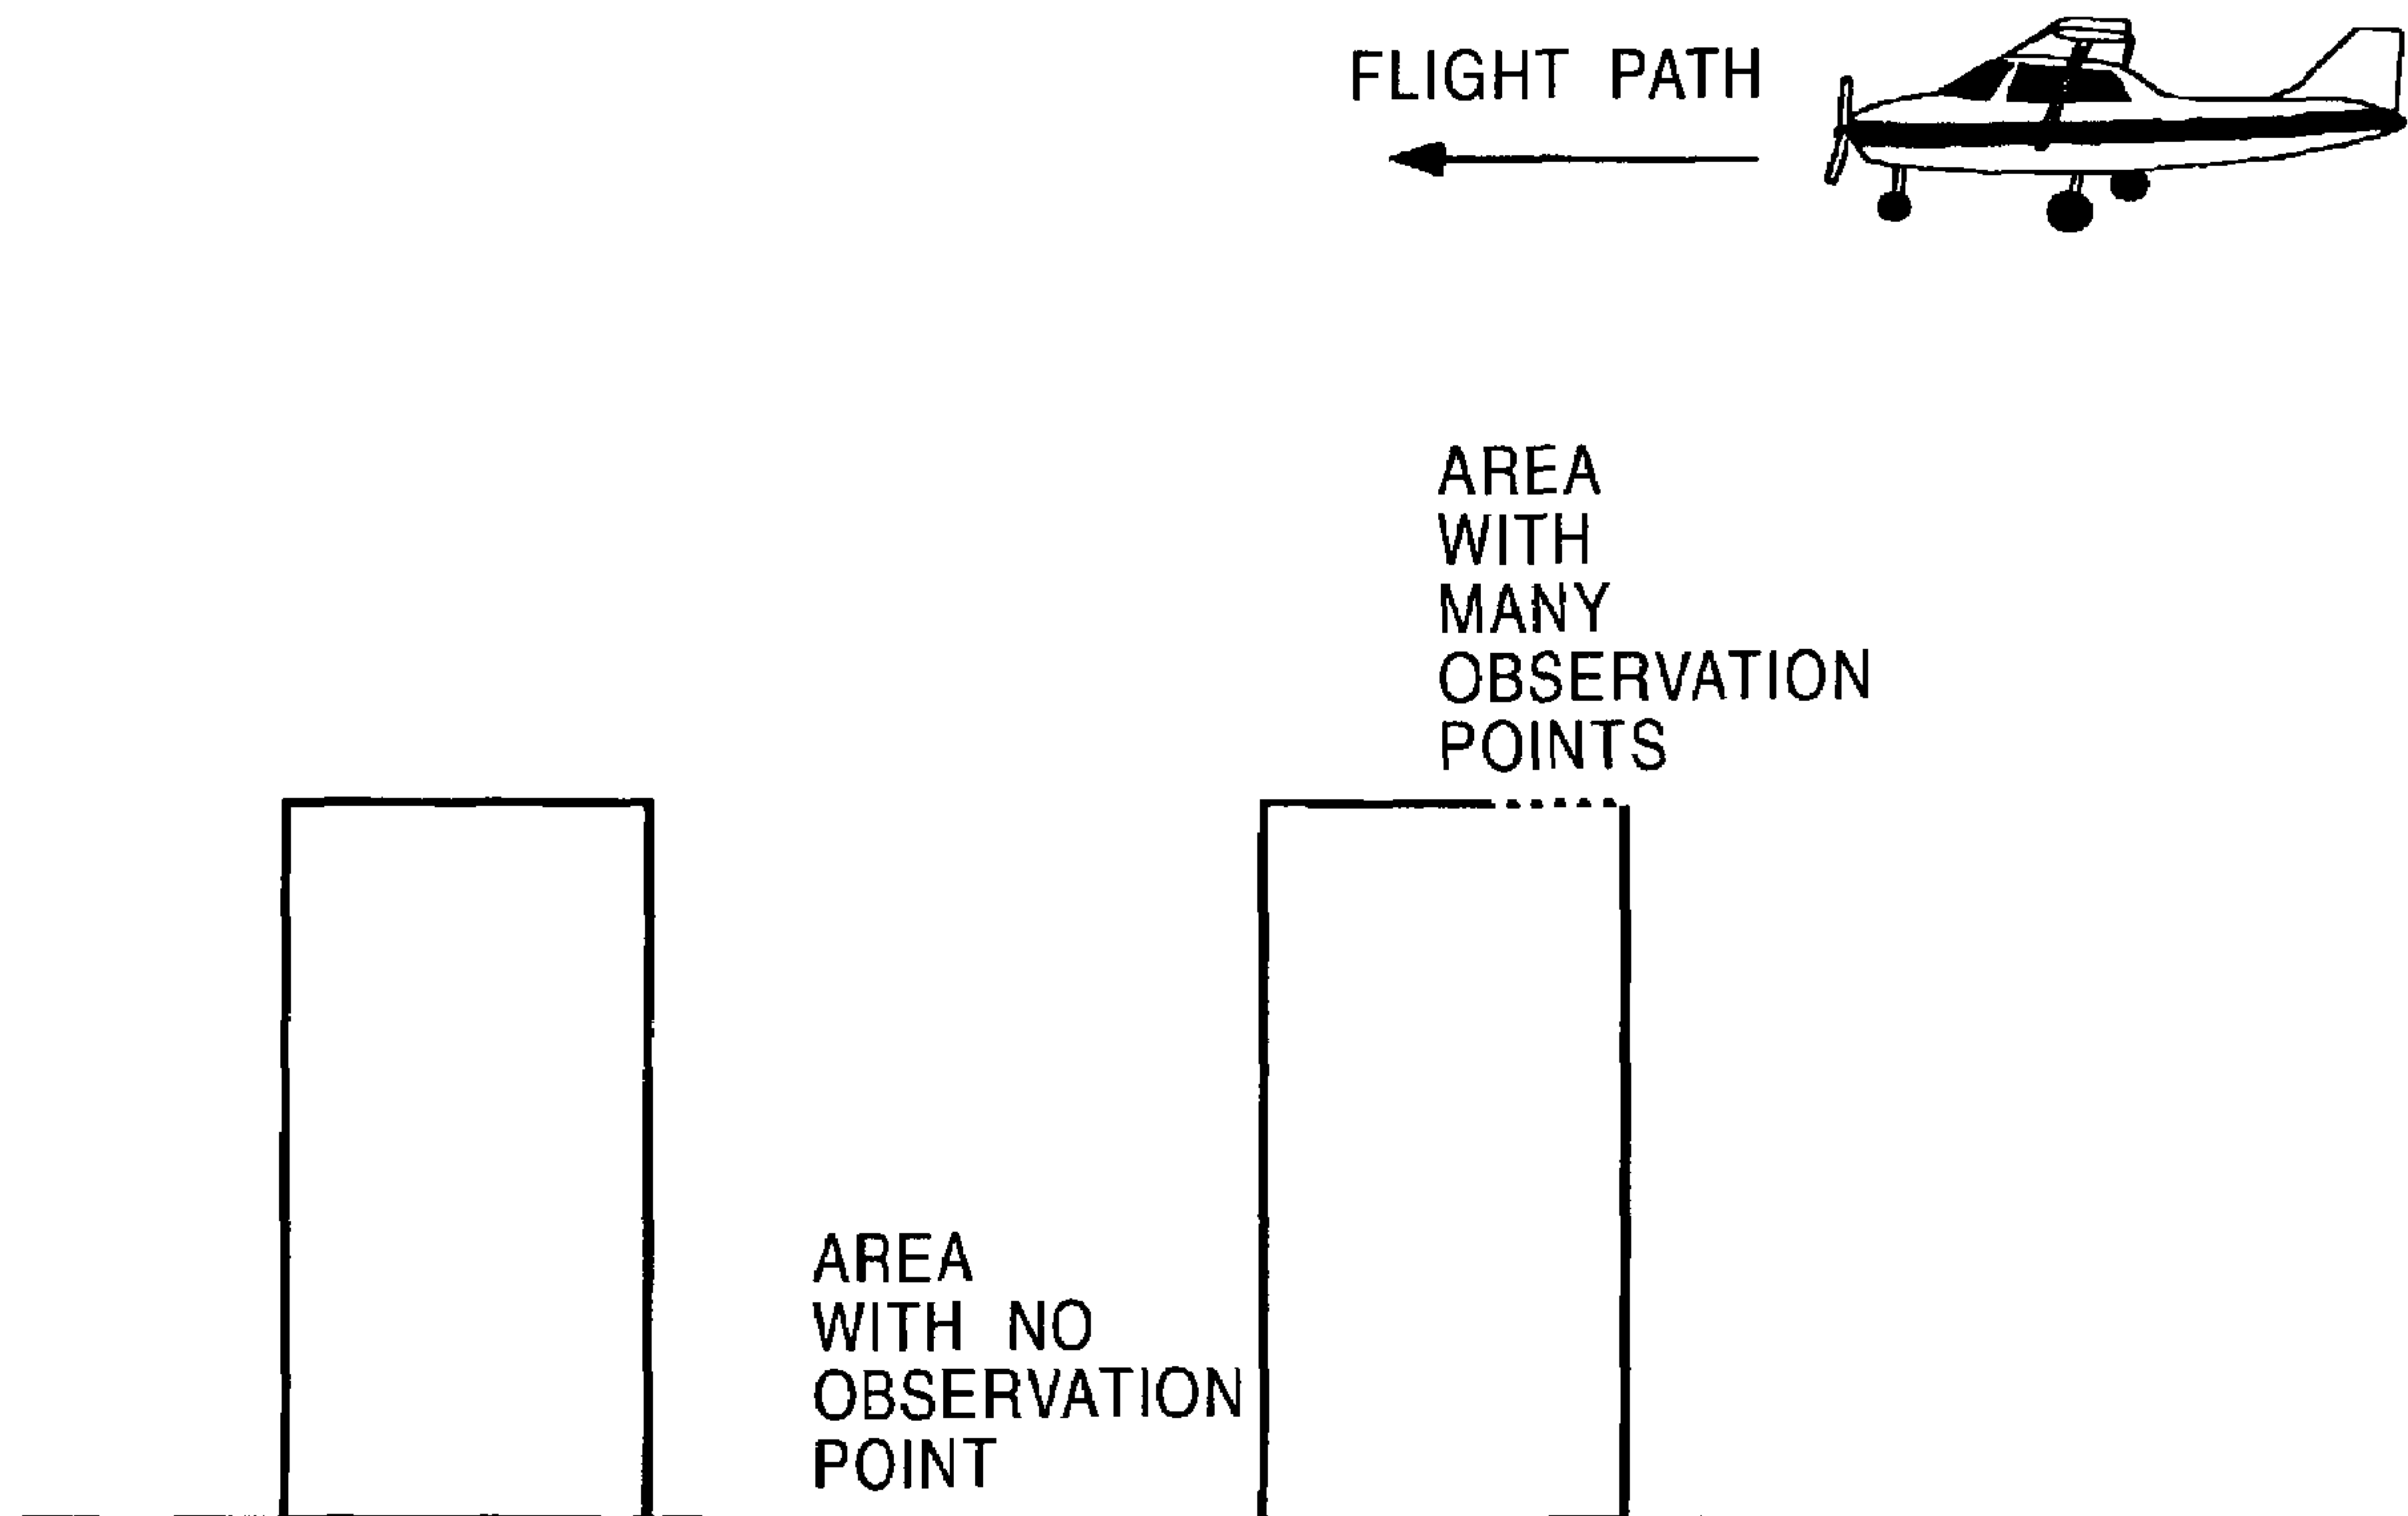 FLIGHT PATH
AREA
WITH
MANY
OBSERVATION
POINTS
AREA
WITH NO
OBSERVATION
POINT